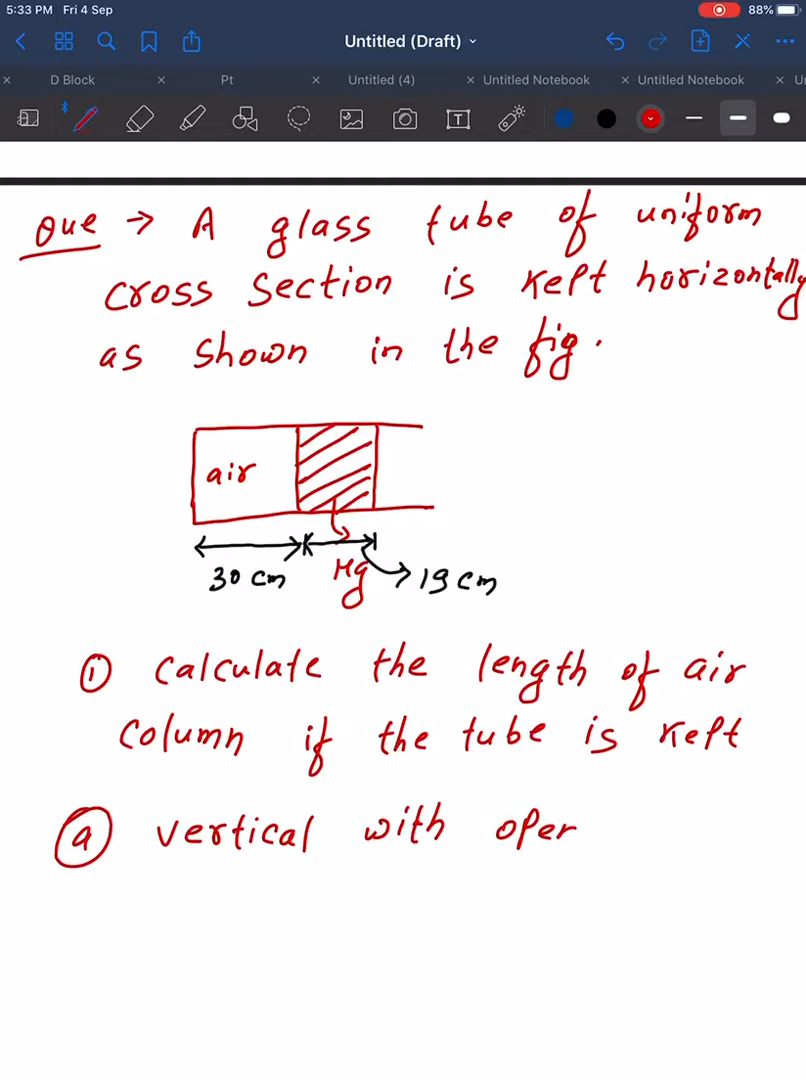 5:33 PM Fri 4 Sep 88%
Untitled (Draft)
D Block Pt Untitled (4) Untitled Notebook Untitled Notebook
Que → A glass tube of uniform
cross section is kept horizontally
as shown in the fig.
air
30 cm Hg 19 cm
① calculate the length of air
column if the tube is kept
ⓐ vertical with oper